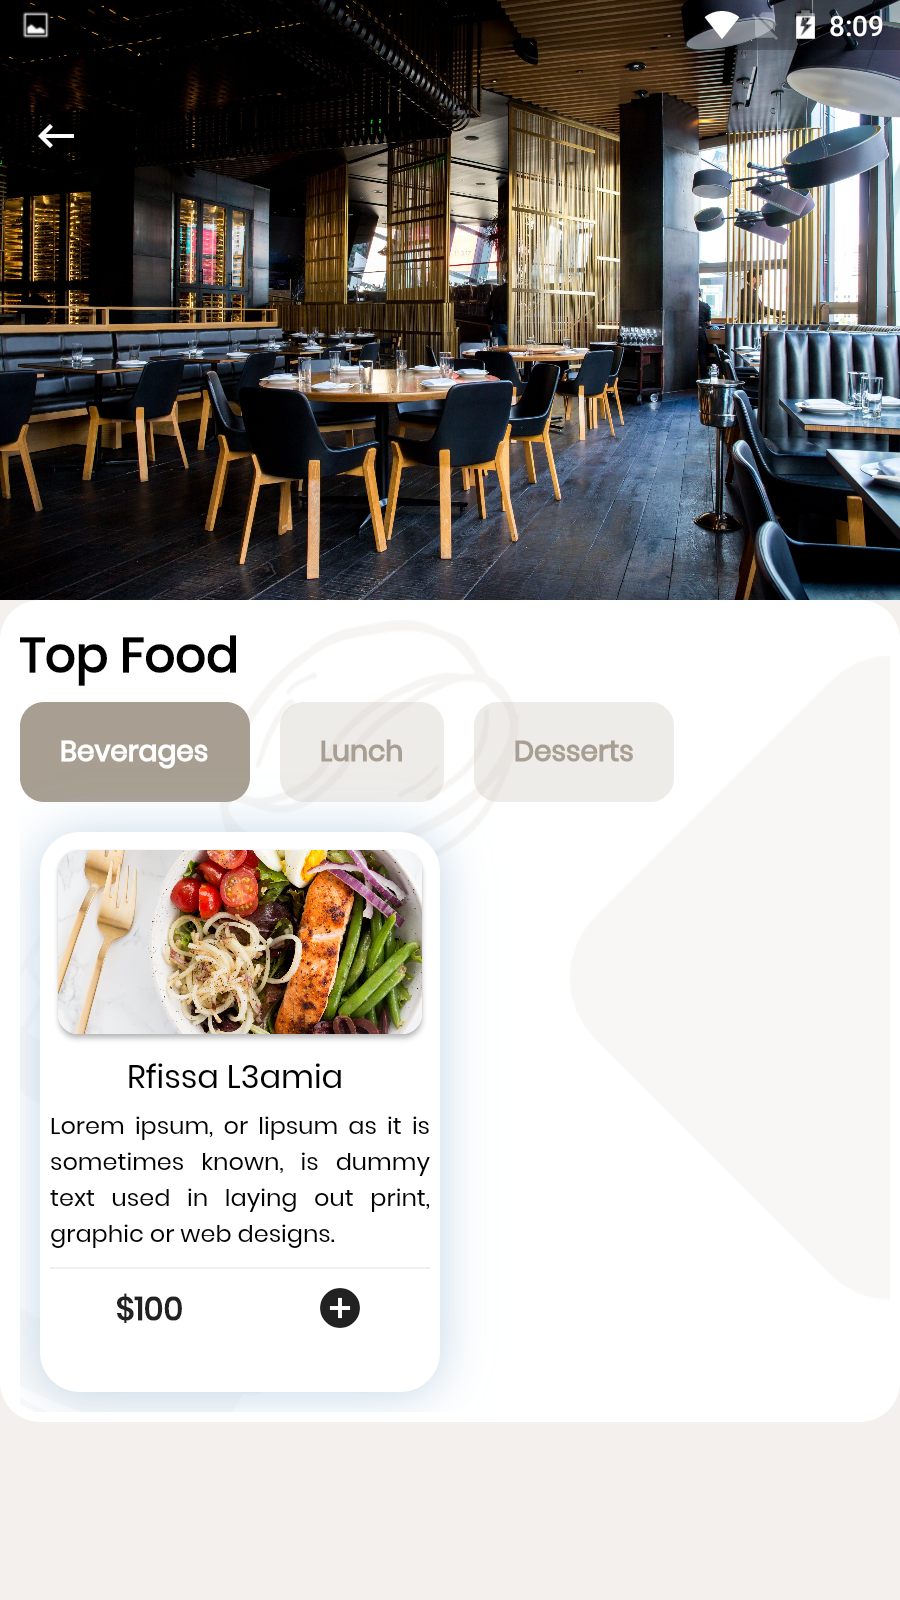 8:09
Top Food
Beverages Lunch Desserts
Rfissa L3amia
Lorem ipsum, or lipsum as it is
sometimes known, is dummy
text used in laying out print,
graphic or web designs.
$100